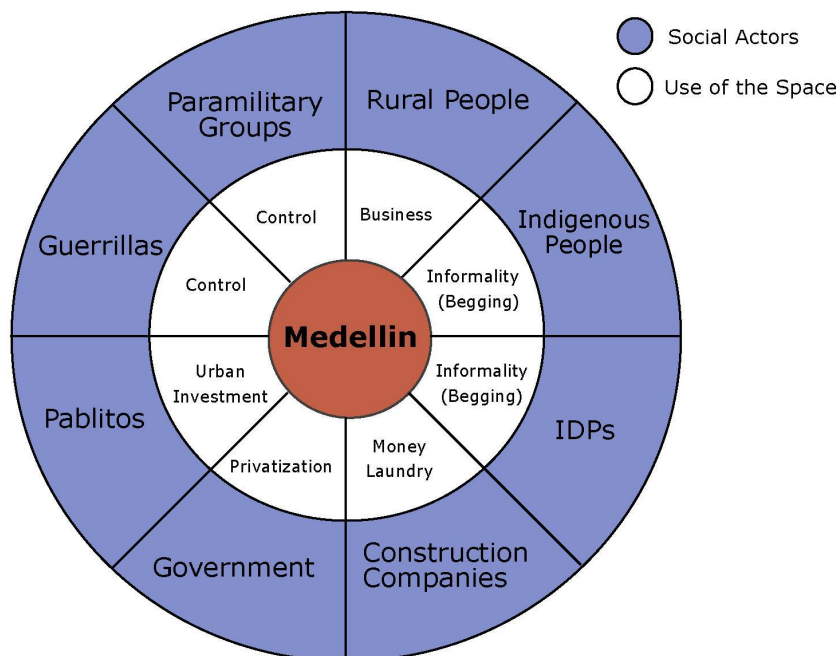 Social Actors
Use of the Space
Paramilitary
Groups
Rural People
Guerrillas
Indigenous
People
Control
Business
Control
Informality
(Begging)
Medellin
Urban
Investment
Informality
(Begging)
Pablitos
IDPs
Privatization
Money
Laundry
Government
Construction
Companies